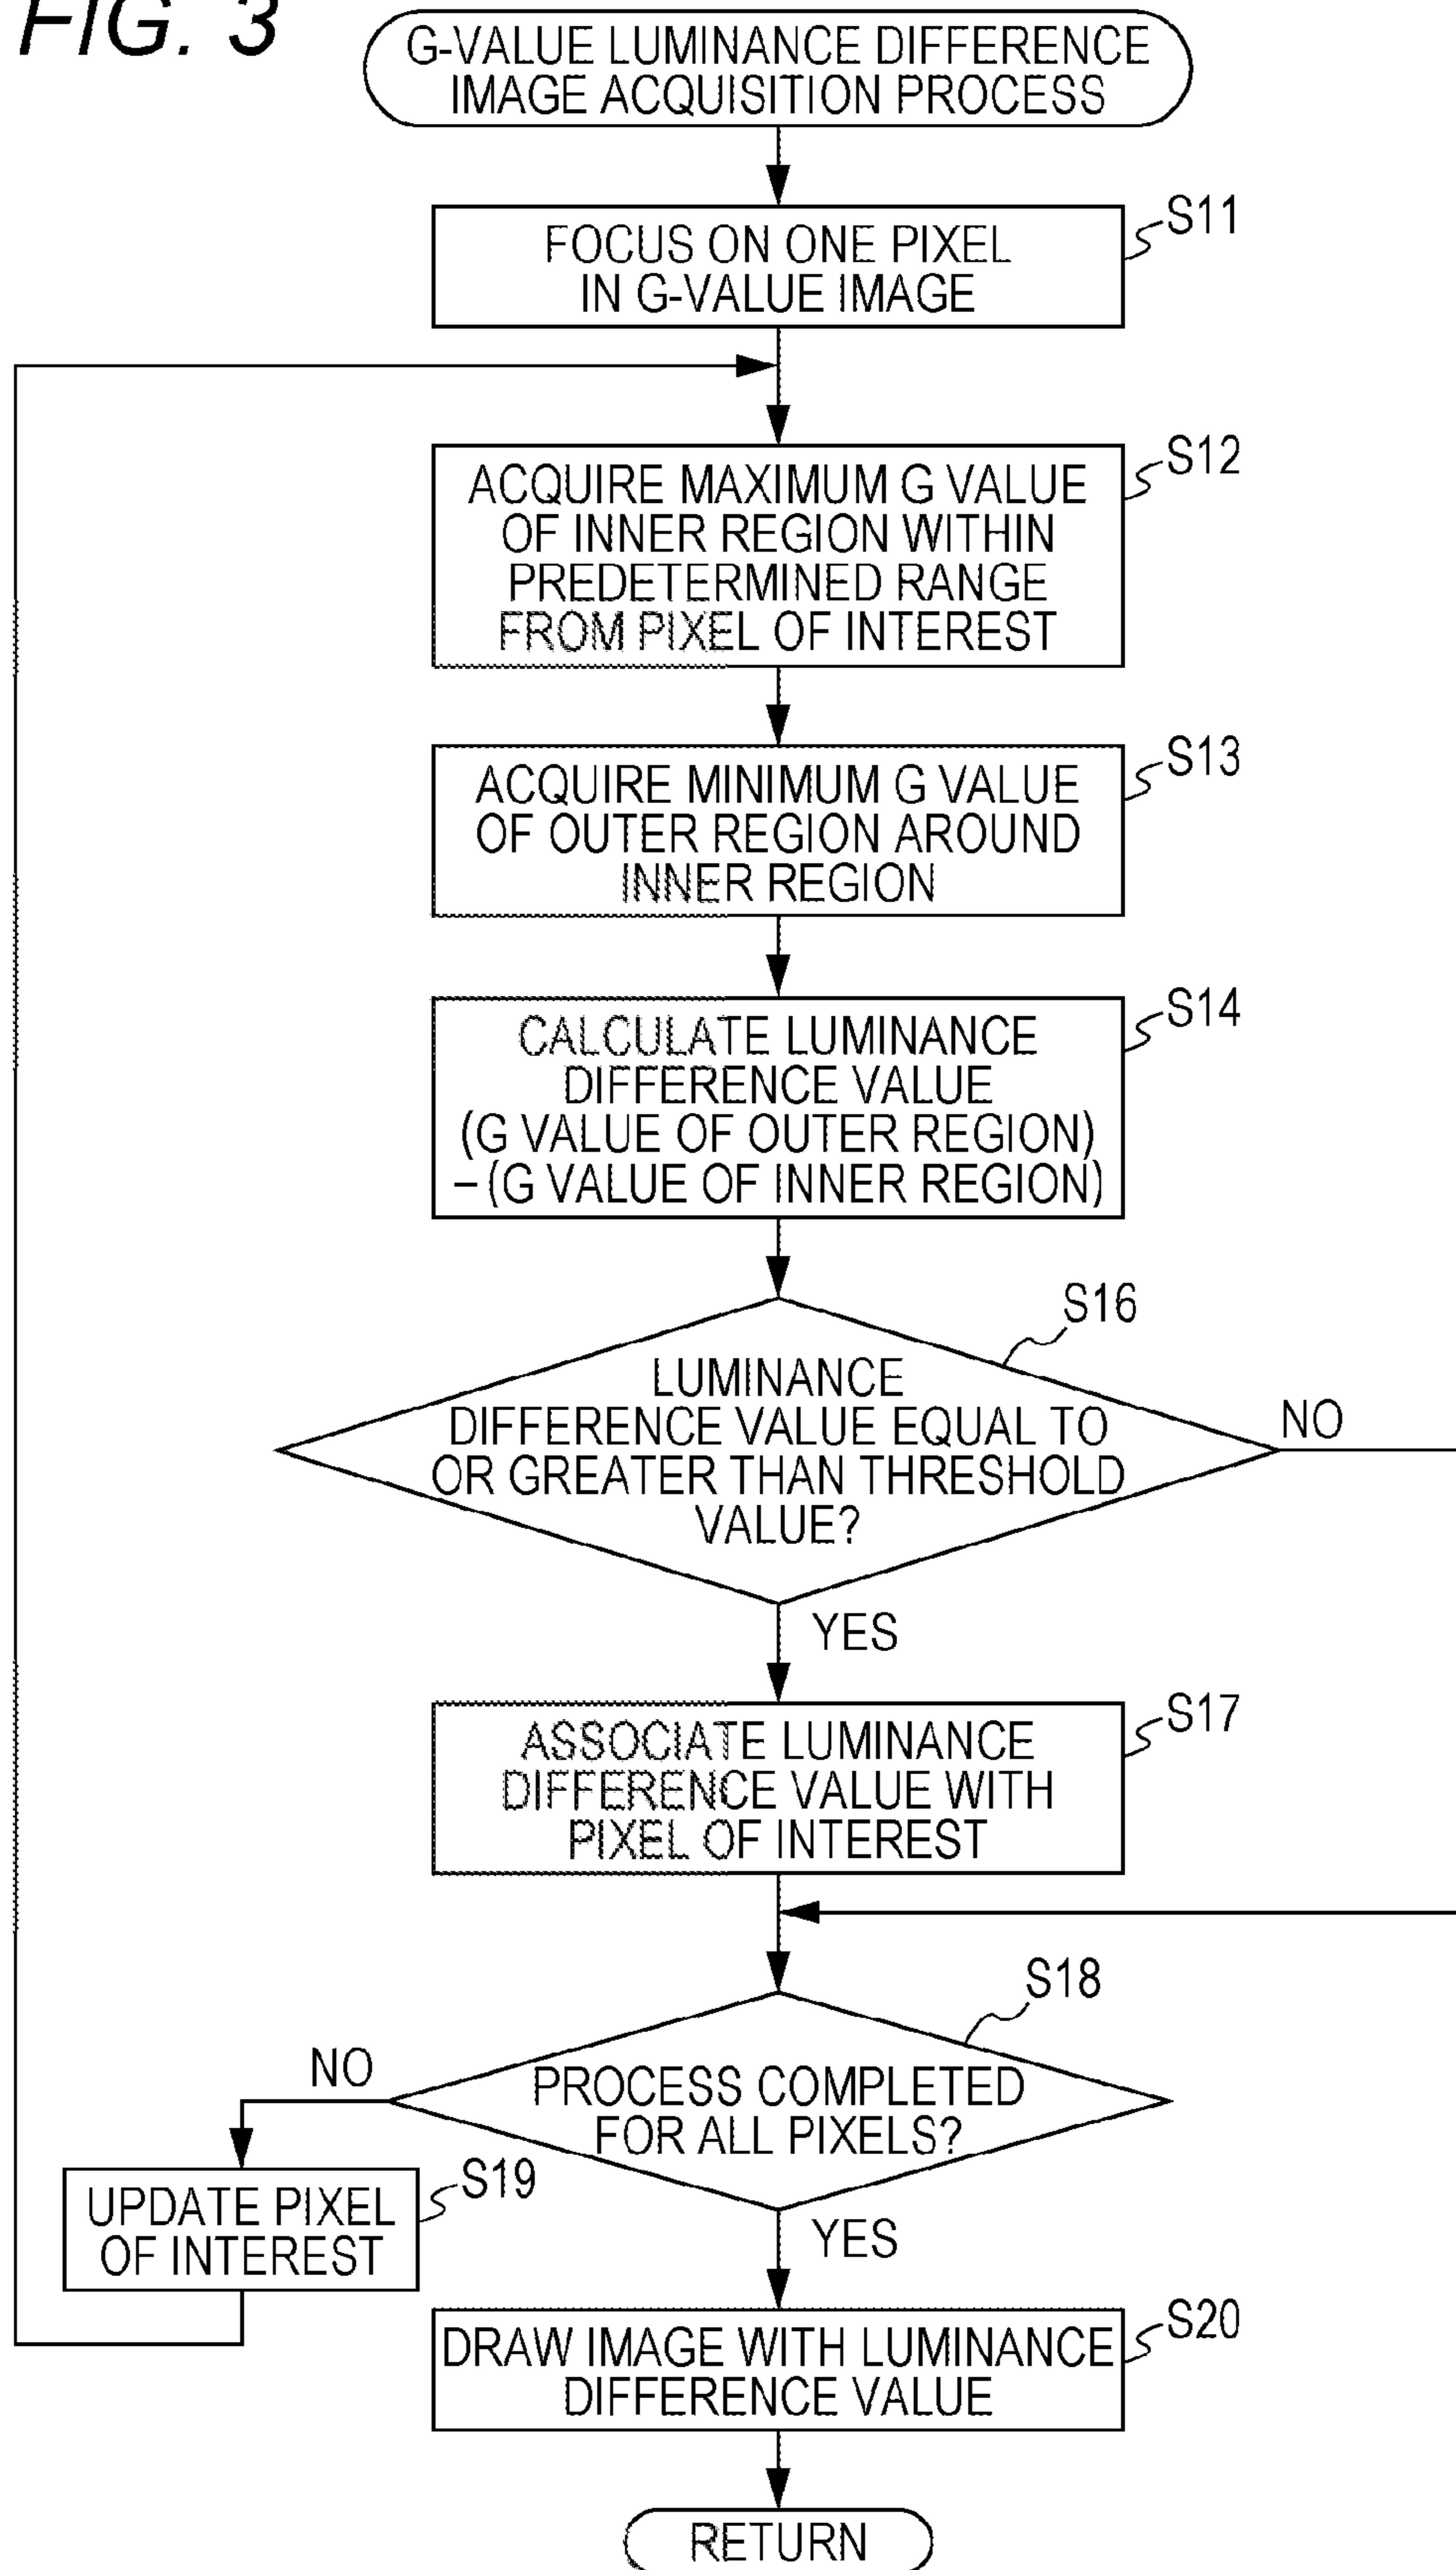 FIG. 3
G-VALUE LUMINANCE DIFFERENCE
IMAGE ACQUISITION PROCESS
S11
FOCUS ON ONE PIXEL
IN G-VALUE IMAGE
S12
ACQUIRE MAXIMUM G VALUE
OF INNER REGION WITHIN
PREDETERMINED RANGE
FROM PIXEL OF INTEREST
S13
ACQUIRE MINIMUM G VALUE
OF OUTER REGION AROUND
INNER REGION
S14
CALCULATE LUMINANCE
DIFFERENCE VALUE
(G VALUE OF OUTER REGION)
– (G VALUE OF INNER REGION)
S16
LUMINANCE
DIFFERENCE VALUE EQUAL TO
OR GREATER THAN THRESHOLD
VALUE?
NO
YES
S17
ASSOCIATE LUMINANCE
DIFFERENCE VALUE WITH
PIXEL OF INTEREST
S18
NO
PROCESS COMPLETED
FOR ALL PIXELS?
S19
UPDATE PIXEL
OF INTEREST
YES
S20
DRAW IMAGE WITH LUMINANCE
DIFFERENCE VALUE
RETURN